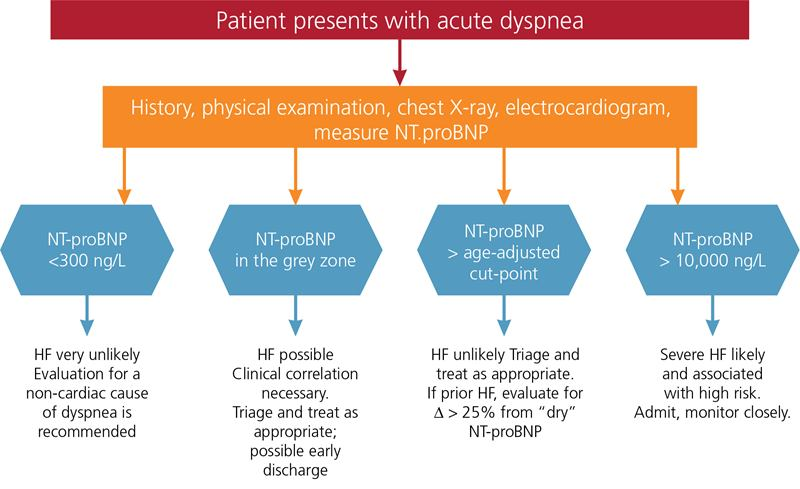 Patient presents with acute dyspnea
History, physical examination, chest X-ray, electrocardiogram,
measure NT.proBNP
NT-proBNP
<300 ng/L
NT-proBNP
in the grey zone
NT-proBNP
> age-adjusted
cut-point
NT-proBNP
> 10,000 ng/L
HF very unlikely
Evaluation for a
non-cardiac cause
of dyspnea is
recommended
HF possible
Clinical correlation
necessary.
Triage and treat as
appropriate;
possible early
discharge
HF unlikely Triage and
treat as appropriate.
If prior HF, evaluate for
Δ > 25% from “dry”
NT-proBNP
Severe HF likely
and associated
with high risk.
Admit, monitor closely.